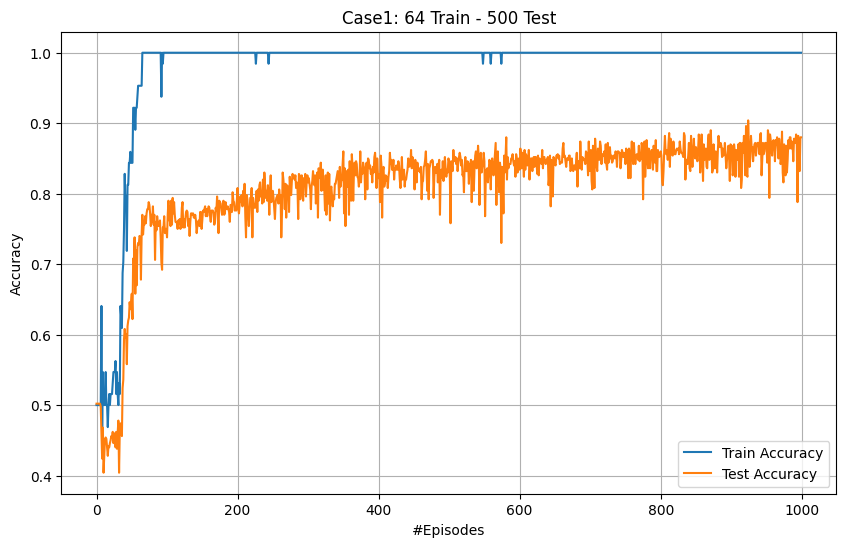 Case1: 64 Train - 500 Test
Accuracy
1.0
0.9
0.8
0.7
0.6
0.5
0.4
0
200
400
600
800
1000
#Episodes
Train Accuracy
Test Accuracy